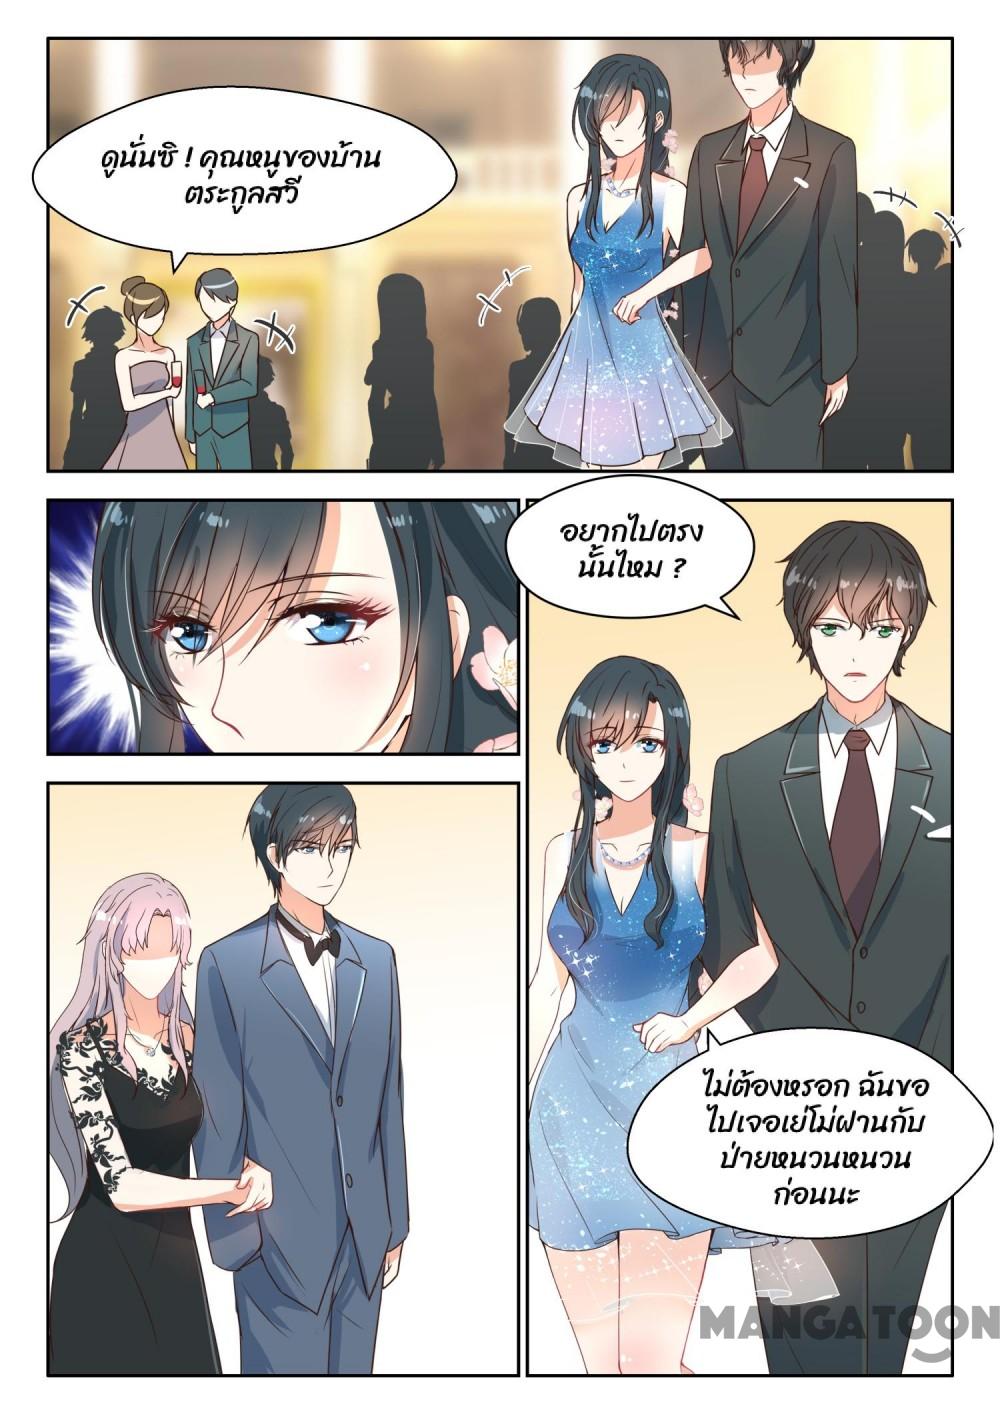 ดูนั่นซิ ! คุณหนูของบ้าน
ตระกูลสวี
อยากไปตรง
นั้นไหม ?
ไม่ต้องหรอก ฉันขอ
ไปเจอเย่โม่ฝานกับ
ป่ายหนวนหนวน
ก่อนนะ
MANGATOON